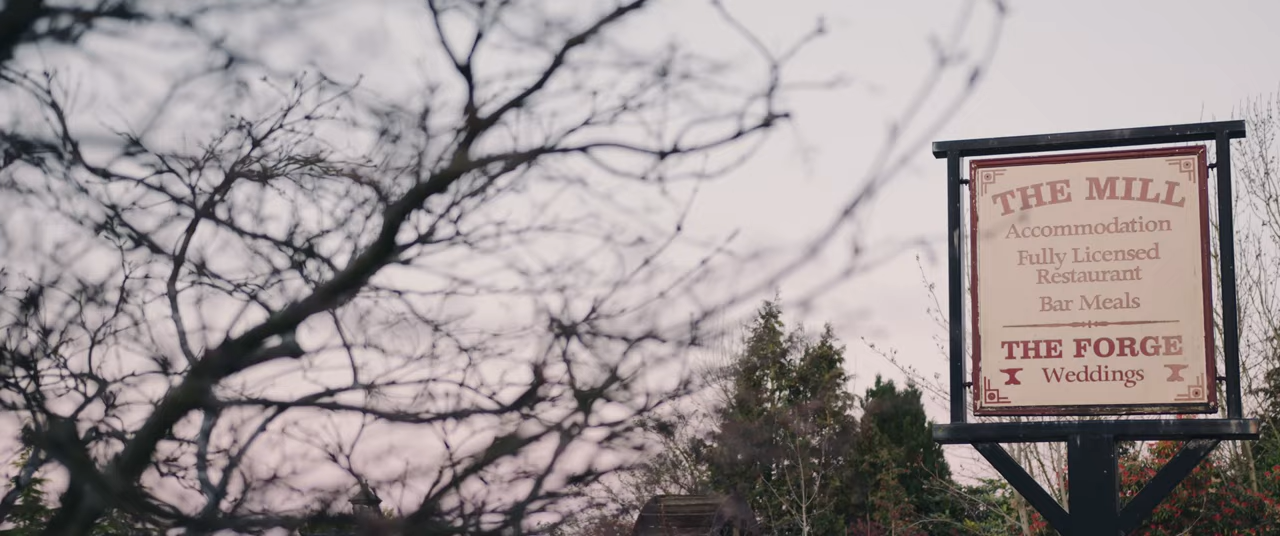 THE MILL
Accommodation
Fully Licensed
Restaurant
Bar Meals
THE FORGE
Weddings